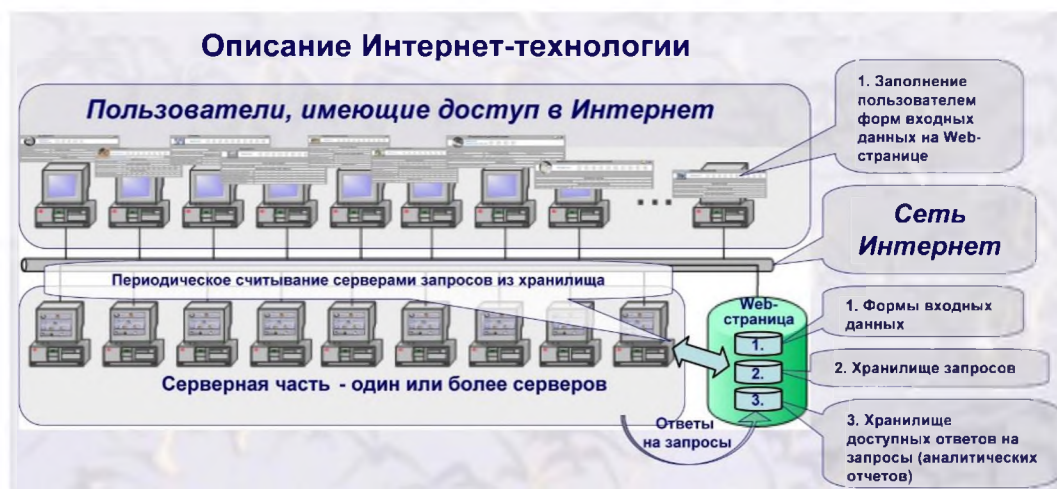 Описание Интернет-технологии
Пользователи, имеющие доступ в Интернет
1. Заполнение
пользователем
форм входных
данных на Web-
странице
Сеть
Интернет
Периодическое считывание серверами запросов из хранилища
Web-
страница
1.
2.
3.
1. Формы входных
данных
2. Хранилище запросов
3. Хранилище
доступных ответов на
запросы (аналитических
отчетов)
Серверная часть - один или более серверов
Ответы
на запросы